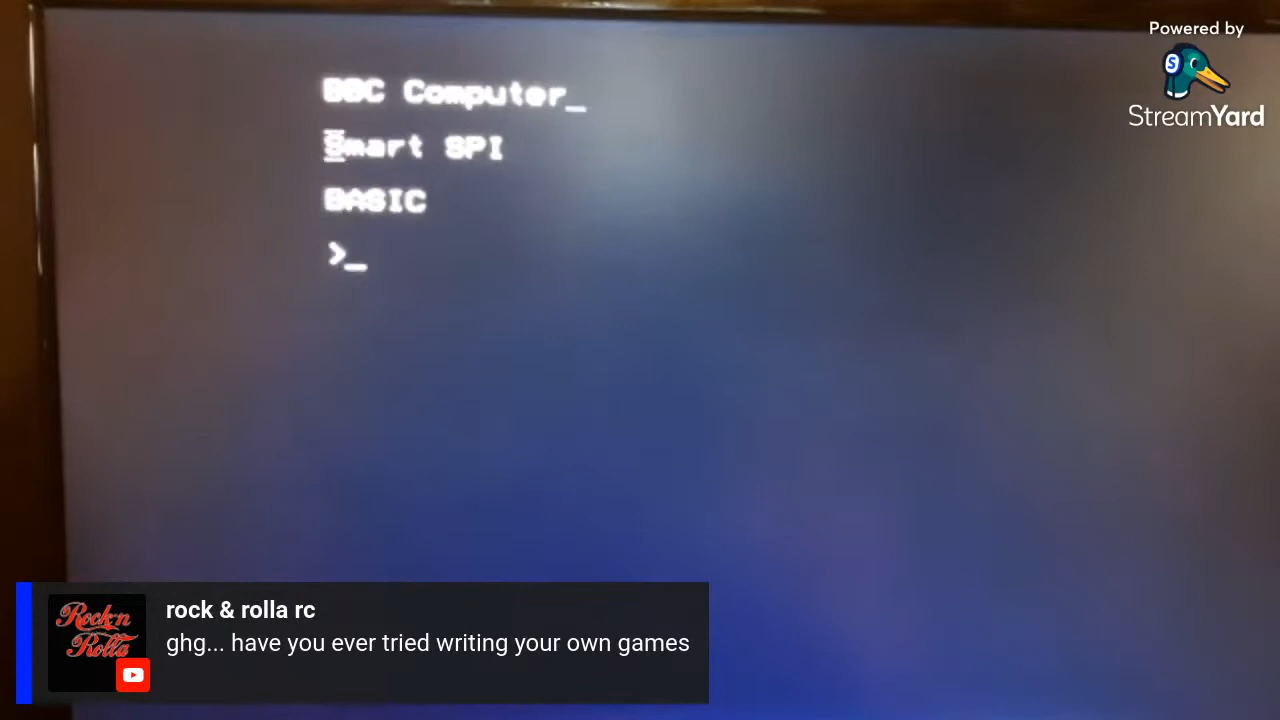 Powered by
S
StreamYard
BBC Computer_
Smart SPI
BASIC
>_
Rock'n
Rolla
rock & rolla rc
ghg... have you ever tried writing your own games